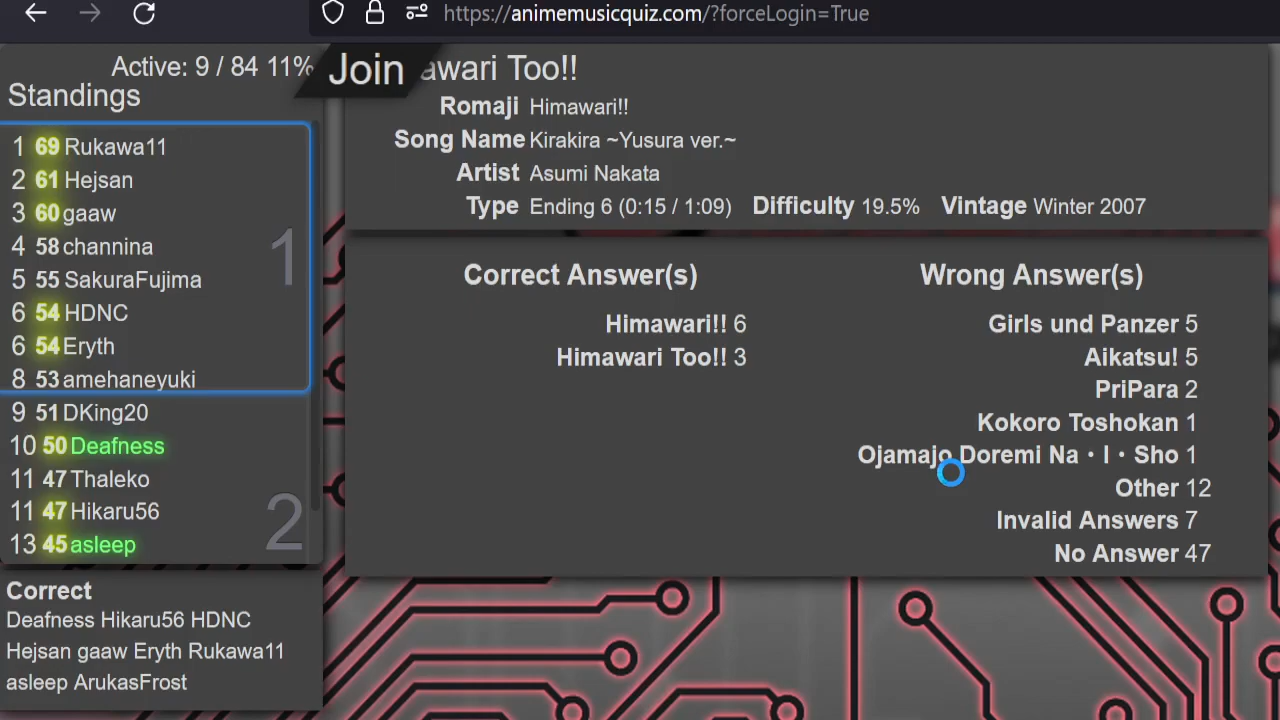 https://animemusicquiz.com/?forceLogin=True
Active: 9 / 84 11%
Standings
1 69 Rukawa11
2 61 Hejsan
3 60 gaaw
4 58 channina
5 55 SakuraFujima
6 54 HDNC
6 54 Eryth
8 53 amehaneyuki
1
9 51 DKing20
10 50 Deafness
11 47 Thaleko
11 47 Hikaru56
13 45 asleep
2
Correct
Deafness Hikaru56 HDNC
Hejsan gaaw Eryth Rukawa11
asleep ArukasFrost
Join
awari Too!!
Romaji Himawari!!
Song Name Kirakira ~Yusura ver.~
Artist Asumi Nakata
Type Ending 6 (0:15 / 1:09) Difficulty 19.5% Vintage Winter 2007
Correct Answer(s)
Himawari!! 6
Himawari Too!! 3
Wrong Answer(s)
Girls und Panzer 5
Aikatsu! 5
PriPara 2
Kokoro Toshokan 1
Ojamajo Doremi Na・I・Sho 1
Other 12
Invalid Answers 7
No Answer 47